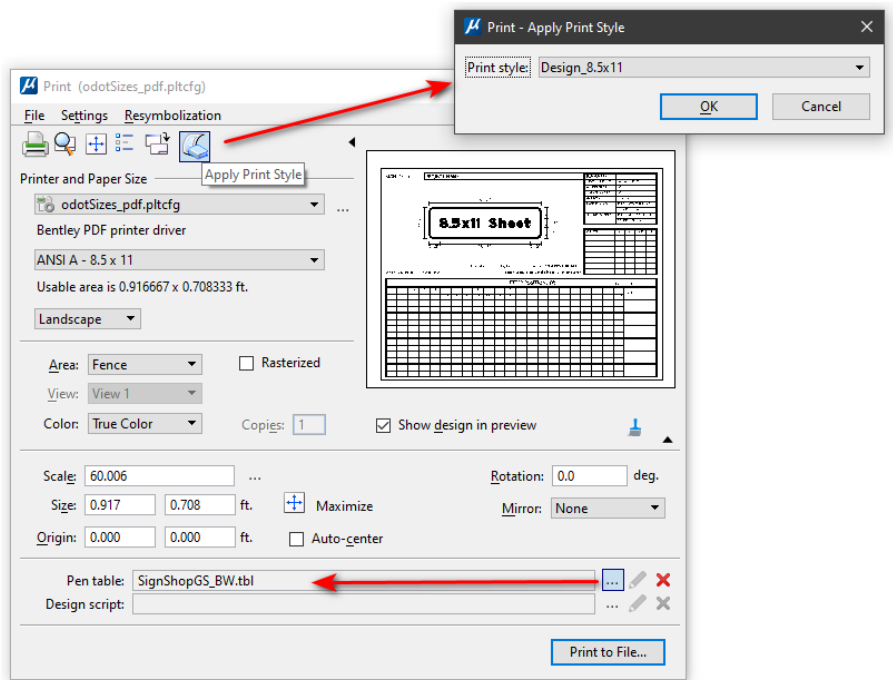 Print - Apply Print Style
Print style: Design_8.5x11
OK Cancel
Print (odotSizes_pdf.pltcfg)
File Settings Resymbolization
Apply Print Style
Printer and Paper Size
odotSizes_pdf.pltcfg ...
Bentley PDF printer driver
ANSI A - 8.5 x 11
Usable area is 0.916667 x 0.708333 ft.
Landscape
8.5x11 Sheet
Area: Fence Rasterized
View: View 1
Color: True Color Copies: 1 Show design in preview
Scale: 60.006 ... Rotation: 0.0 deg.
Size: 0.917 0.708 ft. Maximize Mirror: None
Origin: 0.000 0.000 ft. Auto-center
Pen table: SignShopGS_BW.tbl ...
Design script: ...
Print to File...